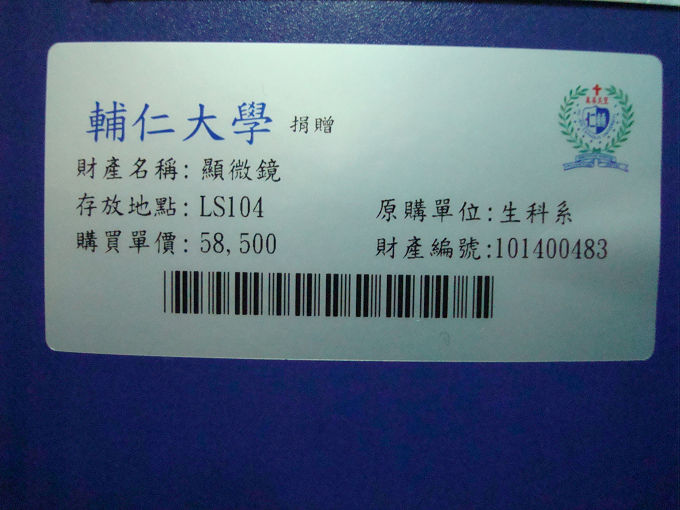 輔仁大學 捐贈
財產名稱: 顯微鏡
存放地點: LS104 原購單位:生科系
購買單價: 58,500 財產編號:101400483